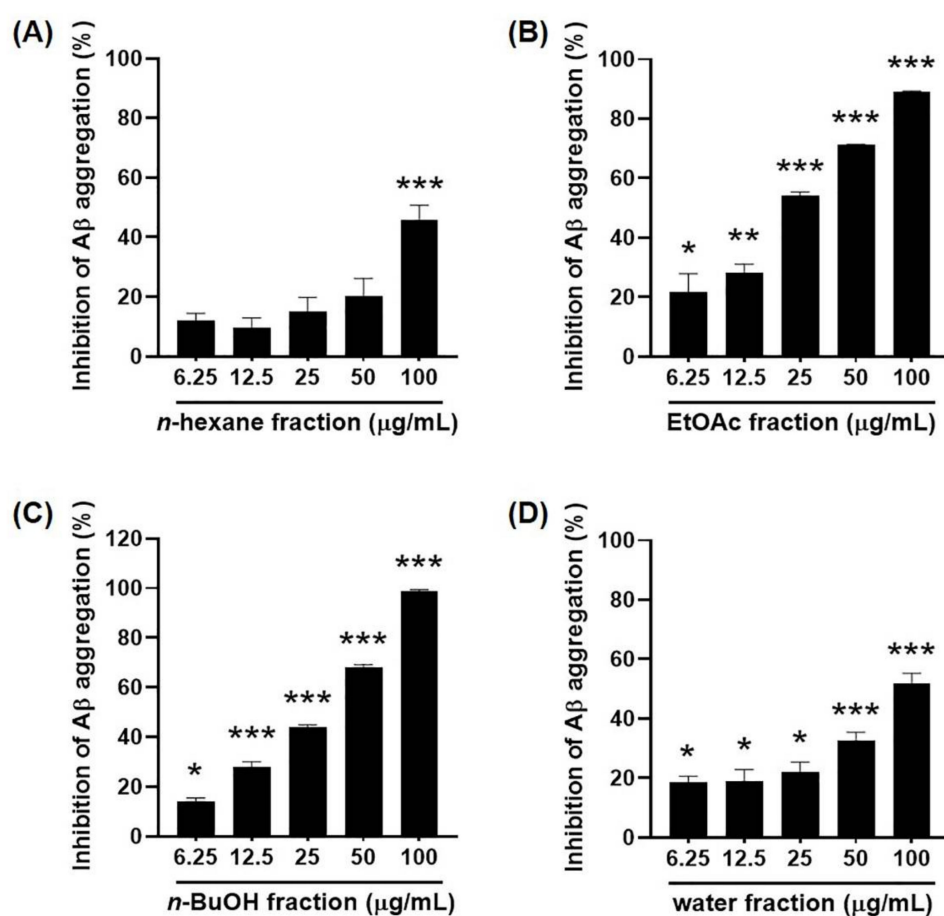 (A)
Inhibition of Aβ aggregation (%)
100
80
60
40
20
0
***
6.25 12.5 25 50 100
n-hexane fraction (μg/mL)
(B)
Inhibition of Aβ aggregation (%)
100
80
60
40
20
0
* ** *** *** ***
6.25 12.5 25 50 100
EtOAc fraction (μg/mL)
(C)
Inhibition of Aβ aggregation (%)
120
100
80
60
40
20
0
* *** *** *** ***
6.25 12.5 25 50 100
n-BuOH fraction (μg/mL)
(D)
Inhibition of Aβ aggregation (%)
100
80
60
40
20
0
* * * *** ***
6.25 12.5 25 50 100
water fraction (μg/mL)